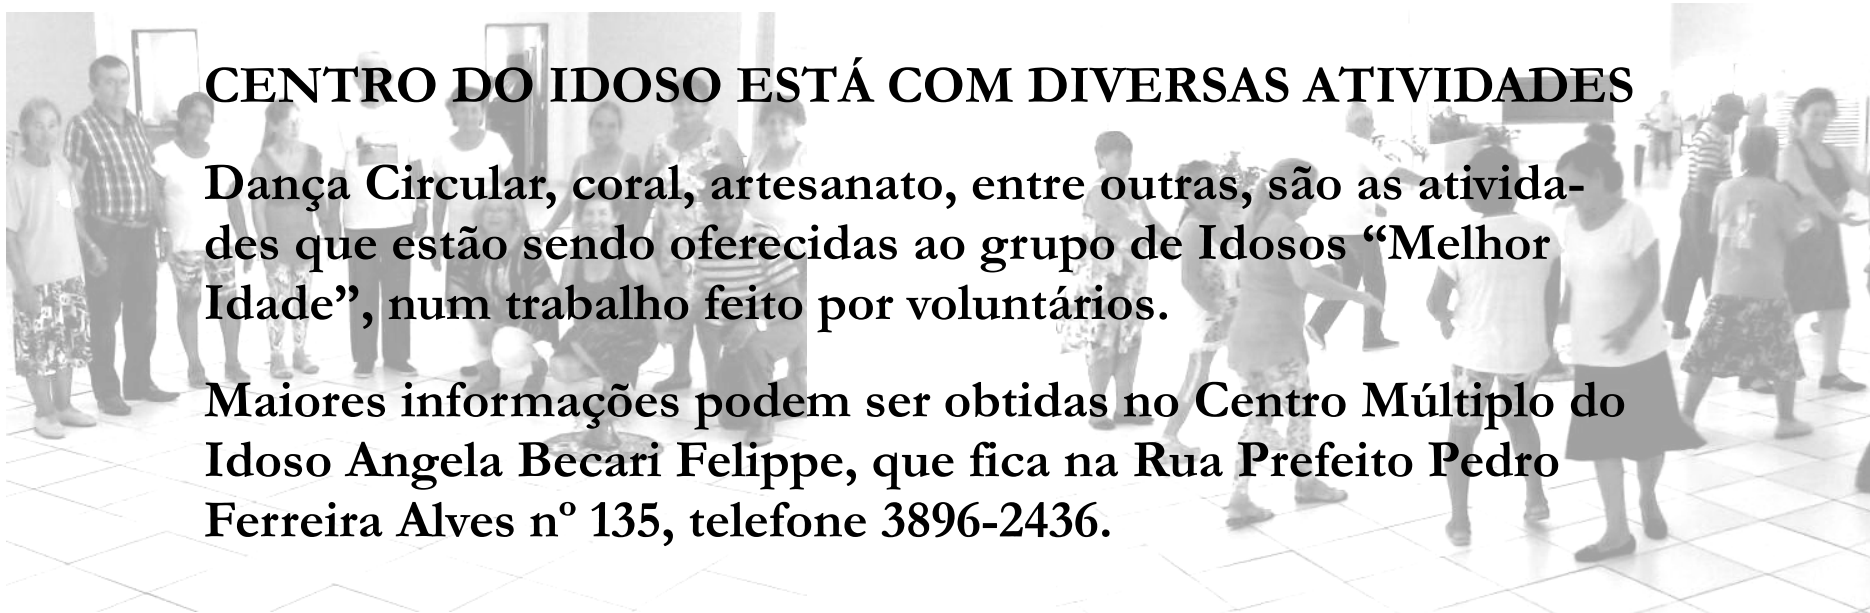 CENTRO DO IDOSO ESTÁ COM DIVERSAS ATIVIDADES
Dança Circular, coral, artesanato, entre outras, são as ativida-
des que estão sendo oferecidas ao grupo de Idosos “Melhor
Idade”, num trabalho feito por voluntários.
Maiores informações podem ser obtidas no Centro Múltiplo do
Idoso Angela Becari Felippe, que fica na Rua Prefeito Pedro
Ferreira Alves nº 135, telefone 3896-2436.